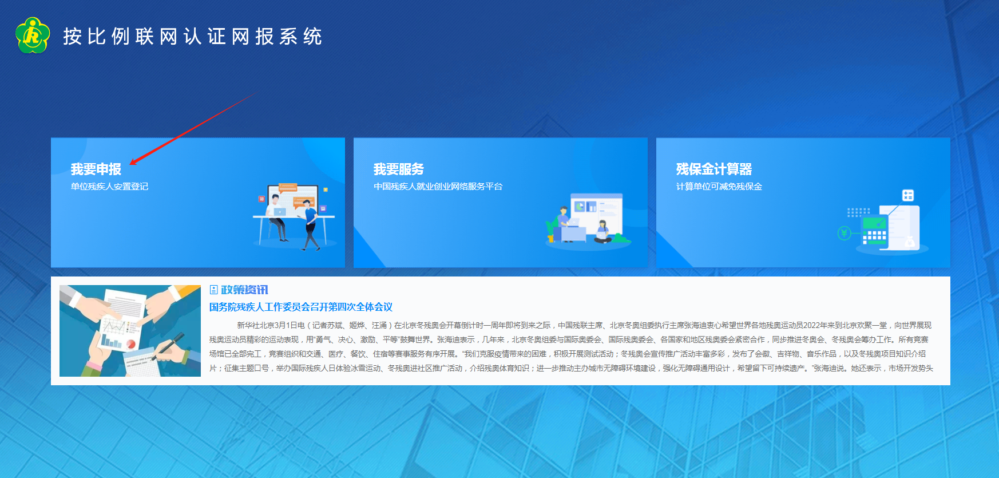 按比例联网认证网报系统
我要申报
单位残疾人安置登记
我要服务
中国残疾人就业创业网络服务平台
残保金计算器
计算单位可减免残保金
政策资讯
国务院残疾人工作委员会召开第四次全体会议
新华社北京3月1日电（记者苏斌、姬烨、汪涌）在北京冬残奥会开幕倒计时一周年即将到来之际，中国残联主席、北京冬奥组委执行主席张海迪衷心希望世界各地残奥运动员2022年来到北京欢聚一堂，向世界展现
残奥运动员精彩的运动表现，用“勇气、决心、激励、平等”鼓舞世界。张海迪表示，几年来，北京冬奥组委与国际奥委会、国际残奥委会、各国家和地区残奥委会紧密合作，同步推进冬奥会、冬残奥会筹办工作。所有竞赛
场馆已全部完工，竞赛组织和交通、医疗、餐饮、住宿等赛事服务有序开展。“我们克服疫情带来的困难，积极开展测试活动；冬残奥会宣传推广活动丰富多彩，发布了会徽、吉祥物、音乐作品，以及冬残奥项目知识介绍
片；征集主题口号，举办国际残疾人日体验冰雪运动、冬残奥进社区推广活动，介绍残奥体育知识；进一步推动主办城市无障碍环境建设，强化无障碍通用设计，希望留下可持续遗产。”张海迪说。她还表示，市场开发势头